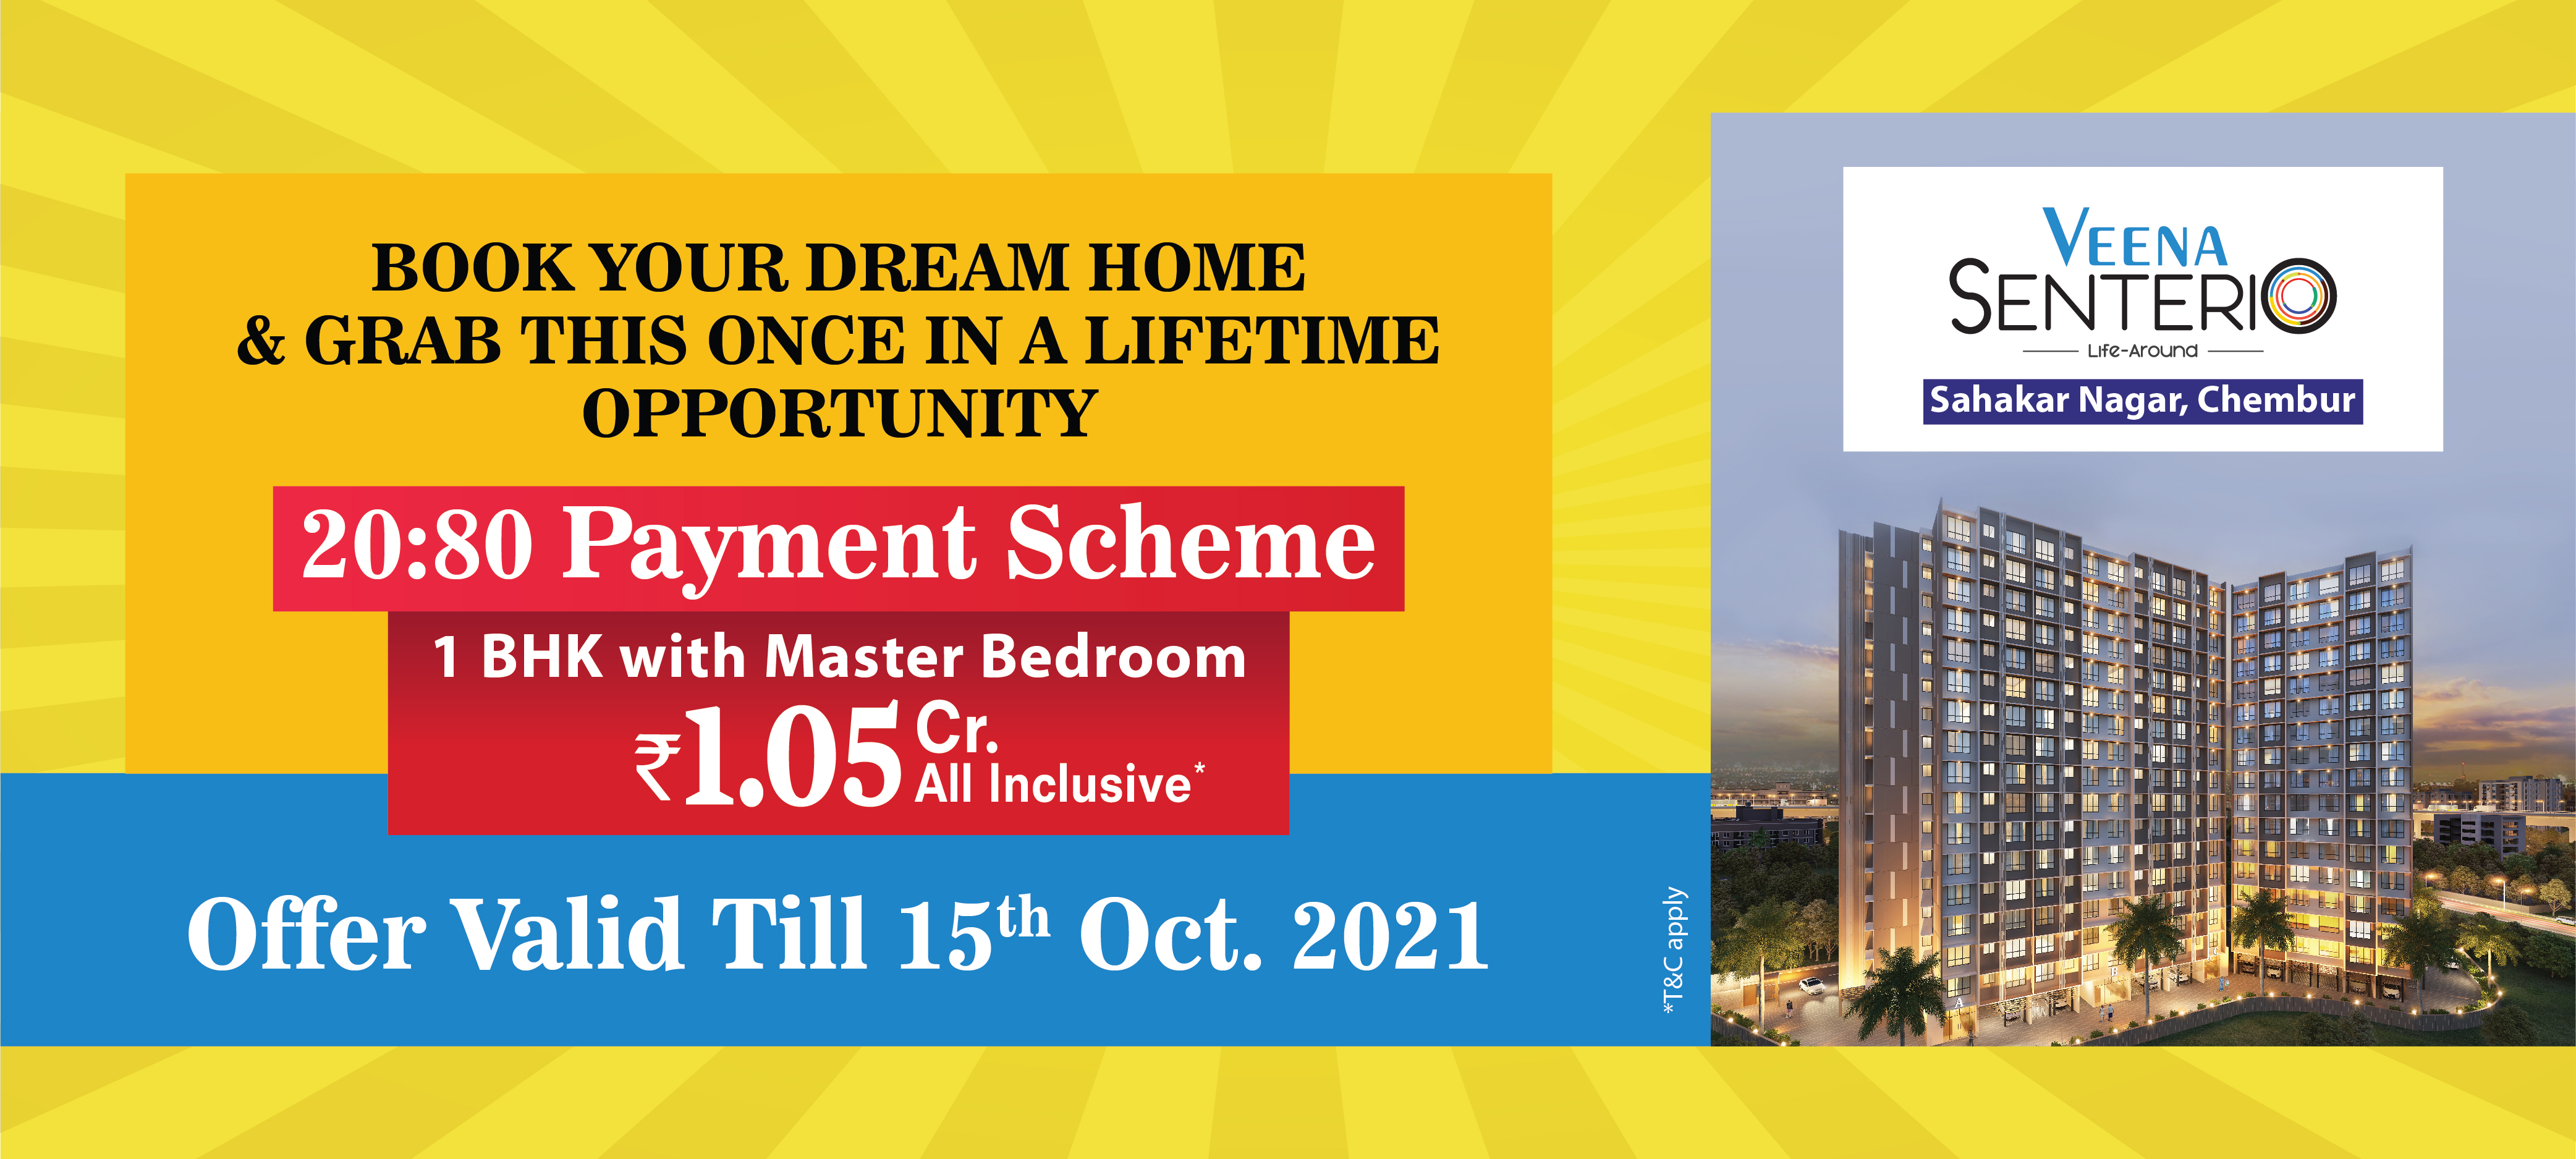 BOOK YOUR DREAM HOME
& GRAB THIS ONCE IN A LIFETIME
OPPORTUNITY
20:80 Payment Scheme
1 BHK with Master Bedroom
₹1.05 Cr.
All Inclusive*
Offer Valid Till 15th Oct. 2021
*T&C apply
VEENA
SENTERIO
Life-Around
Sahakar Nagar, Chembur
A
B